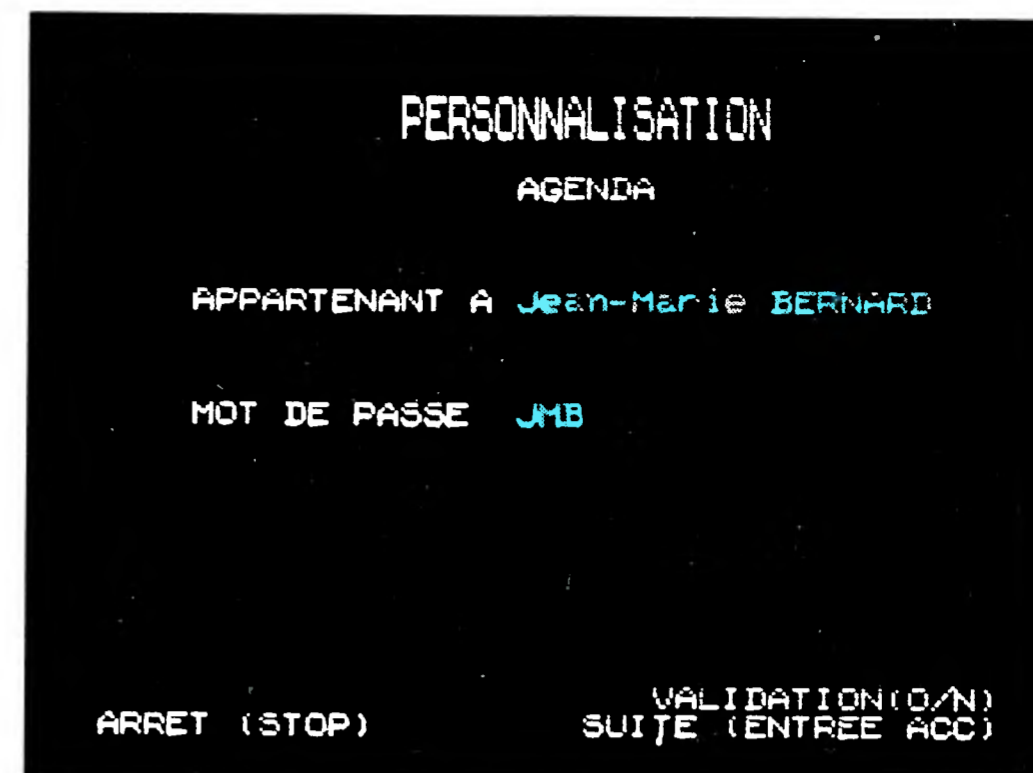 PERSONNALISATION
AGENDA
APPARTENANT A Jean-Marie BERNARD
MOT DE PASSE JMB
VALIDATION(O/N)
ARRET (STOP) SUITE (ENTREE ACC)